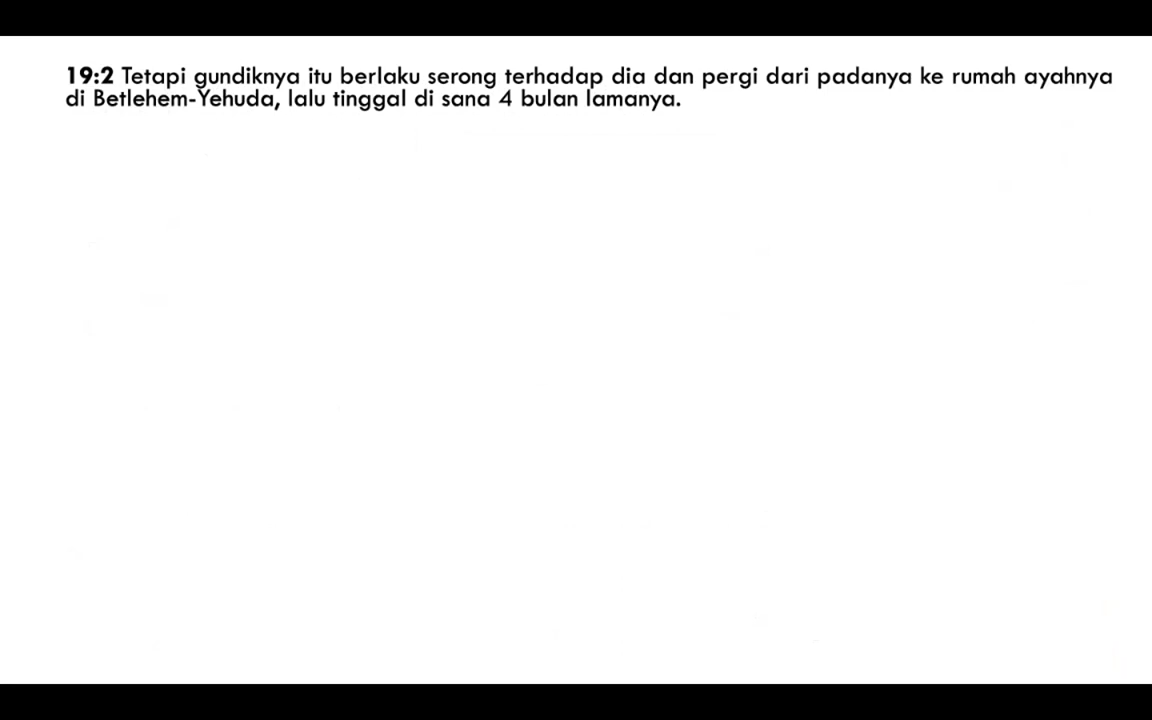 19:2 Tetapi gundiknya itu berlaku serong terhadap dia dan pergi dari padanya ke rumah ayahnya
di Betlehem-Yehuda, lalu tinggal di sana 4 bulan lamanya.